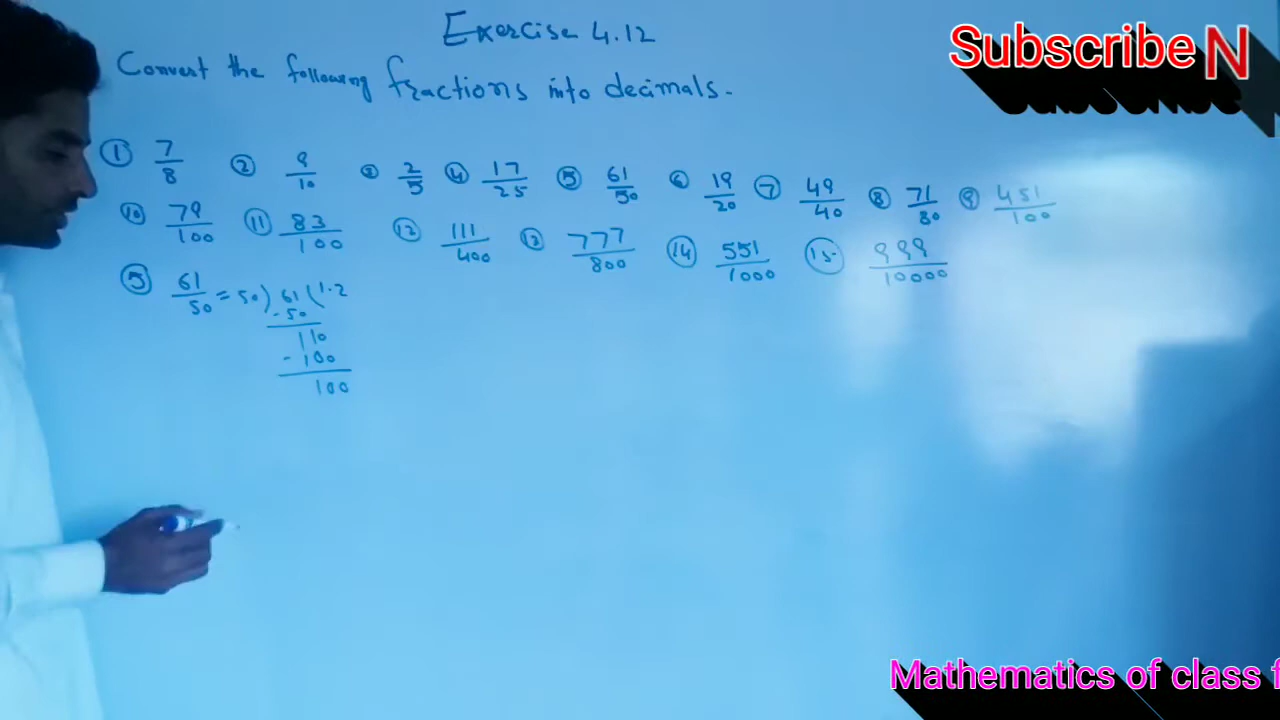 Exercise 4.12
Subscribe N
Convert the following fractions into decimals.
① 7/8 ② 9/10 ③ 2/5 ④ 17/25 ⑤ 61/50 ⑥ 19/20 ⑦ 49/40 ⑧ 71/80 ⑨ 451/100
⑩ 79/100 ⑪ 83/100 ⑫ 111/400 ⑬ 777/800 ⑭ 551/1000 ⑮ 999/10000
⑤ 61/50 = 50) 61 (1.2
-50
110
-100
100
Mathematics of class f